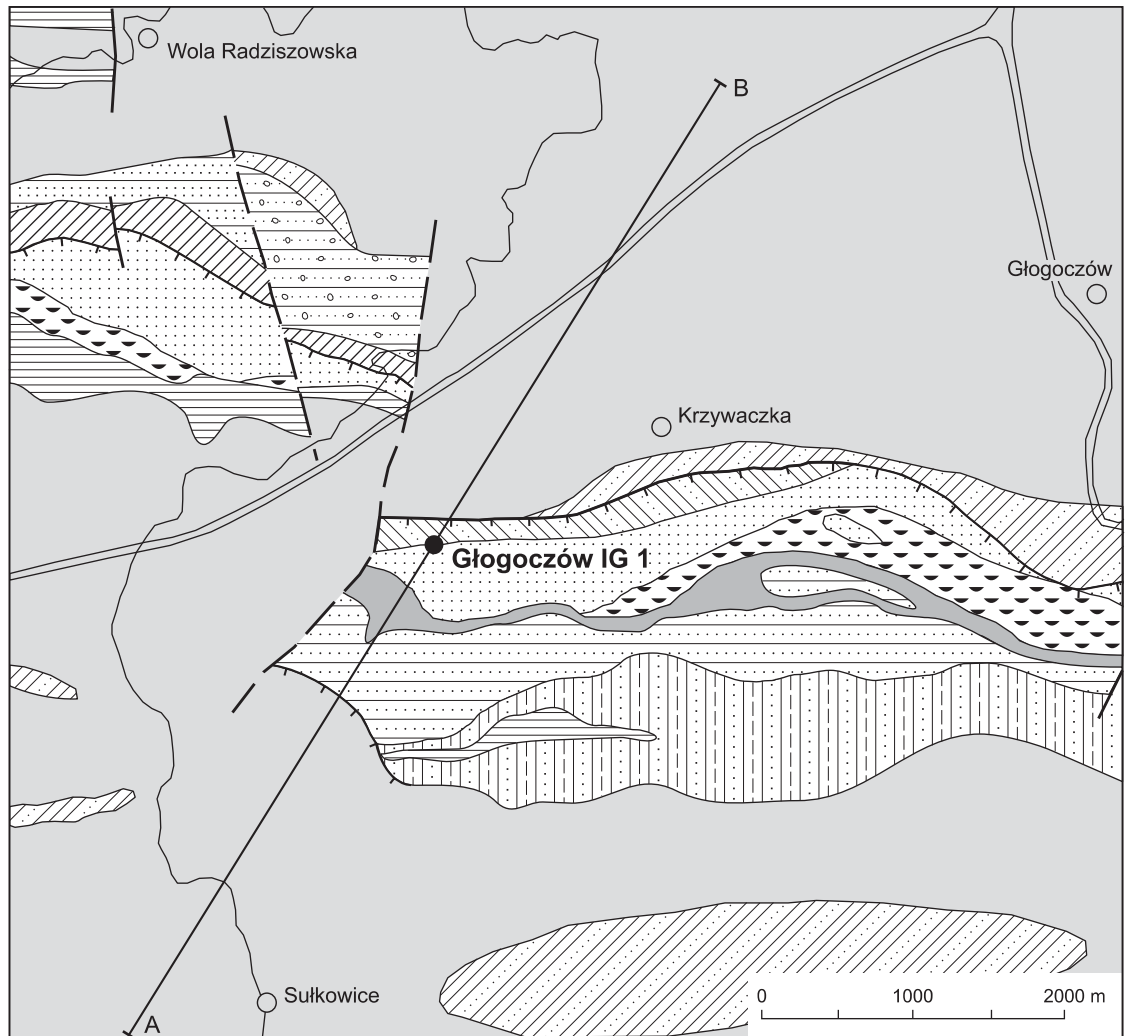 Wola Radziszowska
B
Głogoczów
Krzywaczka
Głogoczów IG 1
Sułkowice
A
0 1000 2000 m